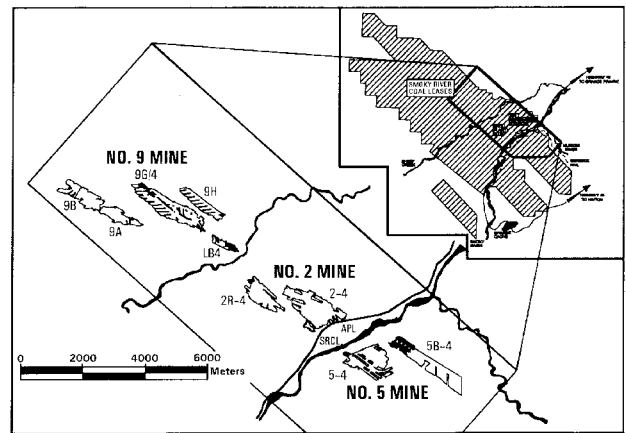 SMOKY RIVER
COAL LEASES
NO. 9 MINE
9G/4
9H
9B
9A
LB4
NO. 2 MINE
2R-4
2-4
APL
SRCL
5B-4
5-4
NO. 5 MINE
0 2000 4000 6000
Meters